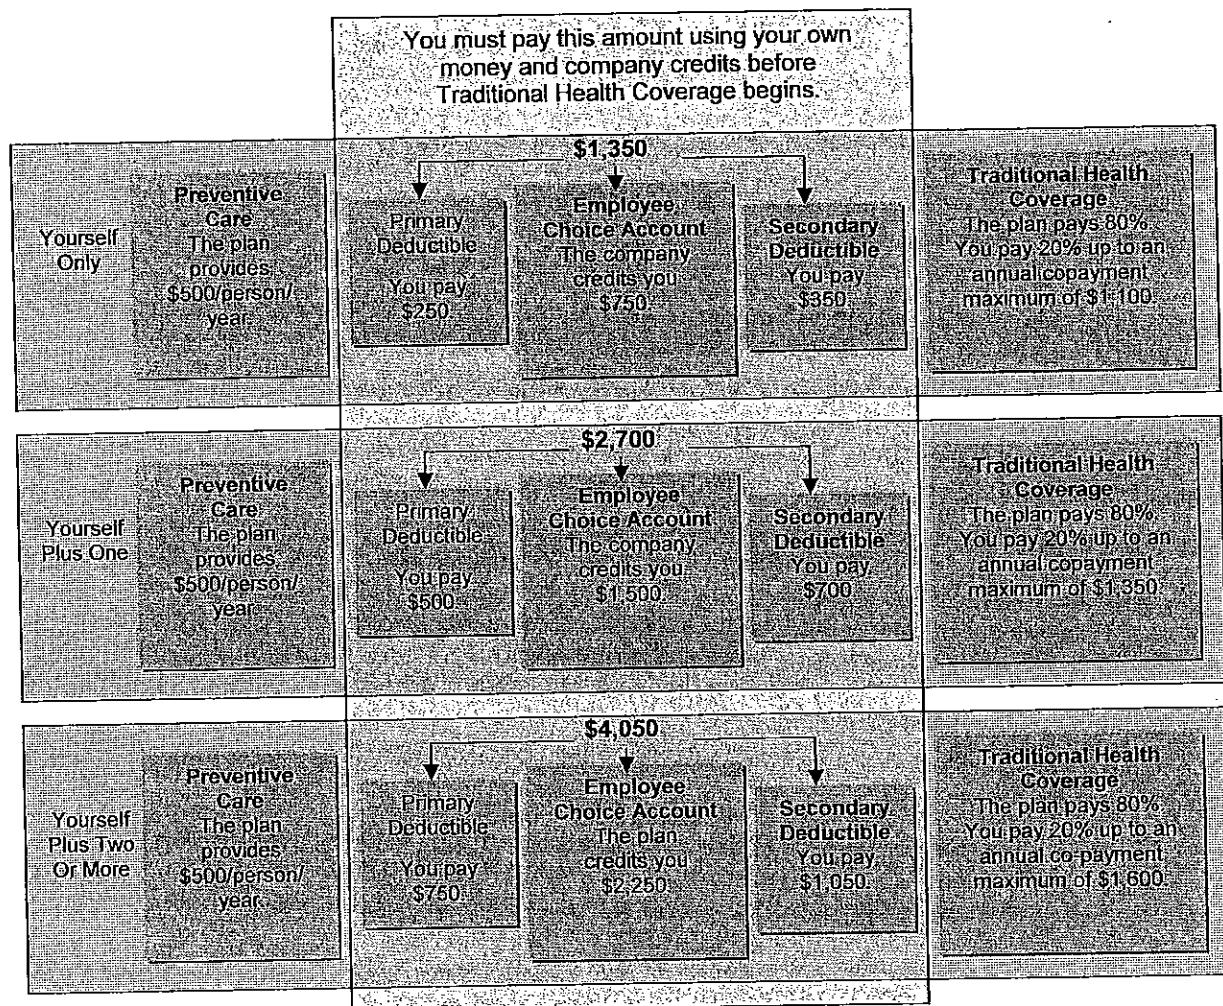 You must pay this amount using your own
money and company credits before
Traditional Health Coverage begins.
$1,350
Yourself
Only
Preventive
Care
The plan
provides
$500/person/
year.
Primary
Deductible
You pay
$250.
Employee
Choice Account
The company
credits you
$750.
Secondary
Deductible
You pay
$350.
Traditional Health
Coverage
The plan pays 80%.
You pay 20% up to an
annual copayment
maximum of $1,100.
$2,700
Yourself
Plus One
Preventive
Care
The plan
provides
$500/person/
year.
Primary
Deductible
You pay
$500.
Employee
Choice Account
The company
credits you
$1,500.
Secondary
Deductible
You pay
$700.
Traditional Health
Coverage
The plan pays 80%.
You pay 20% up to an
annual copayment
maximum of $1,350.
$4,050
Yourself
Plus Two
Or More
Preventive
Care
The plan
provides
$500/person/
year.
Primary
Deductible
You pay
$750.
Employee
Choice Account
The plan
credits you
$2,250.
Secondary
Deductible
You pay
$1,050.
Traditional Health
Coverage
The plan pays 80%.
You pay 20% up to an
annual co-payment
maximum of $1,600.